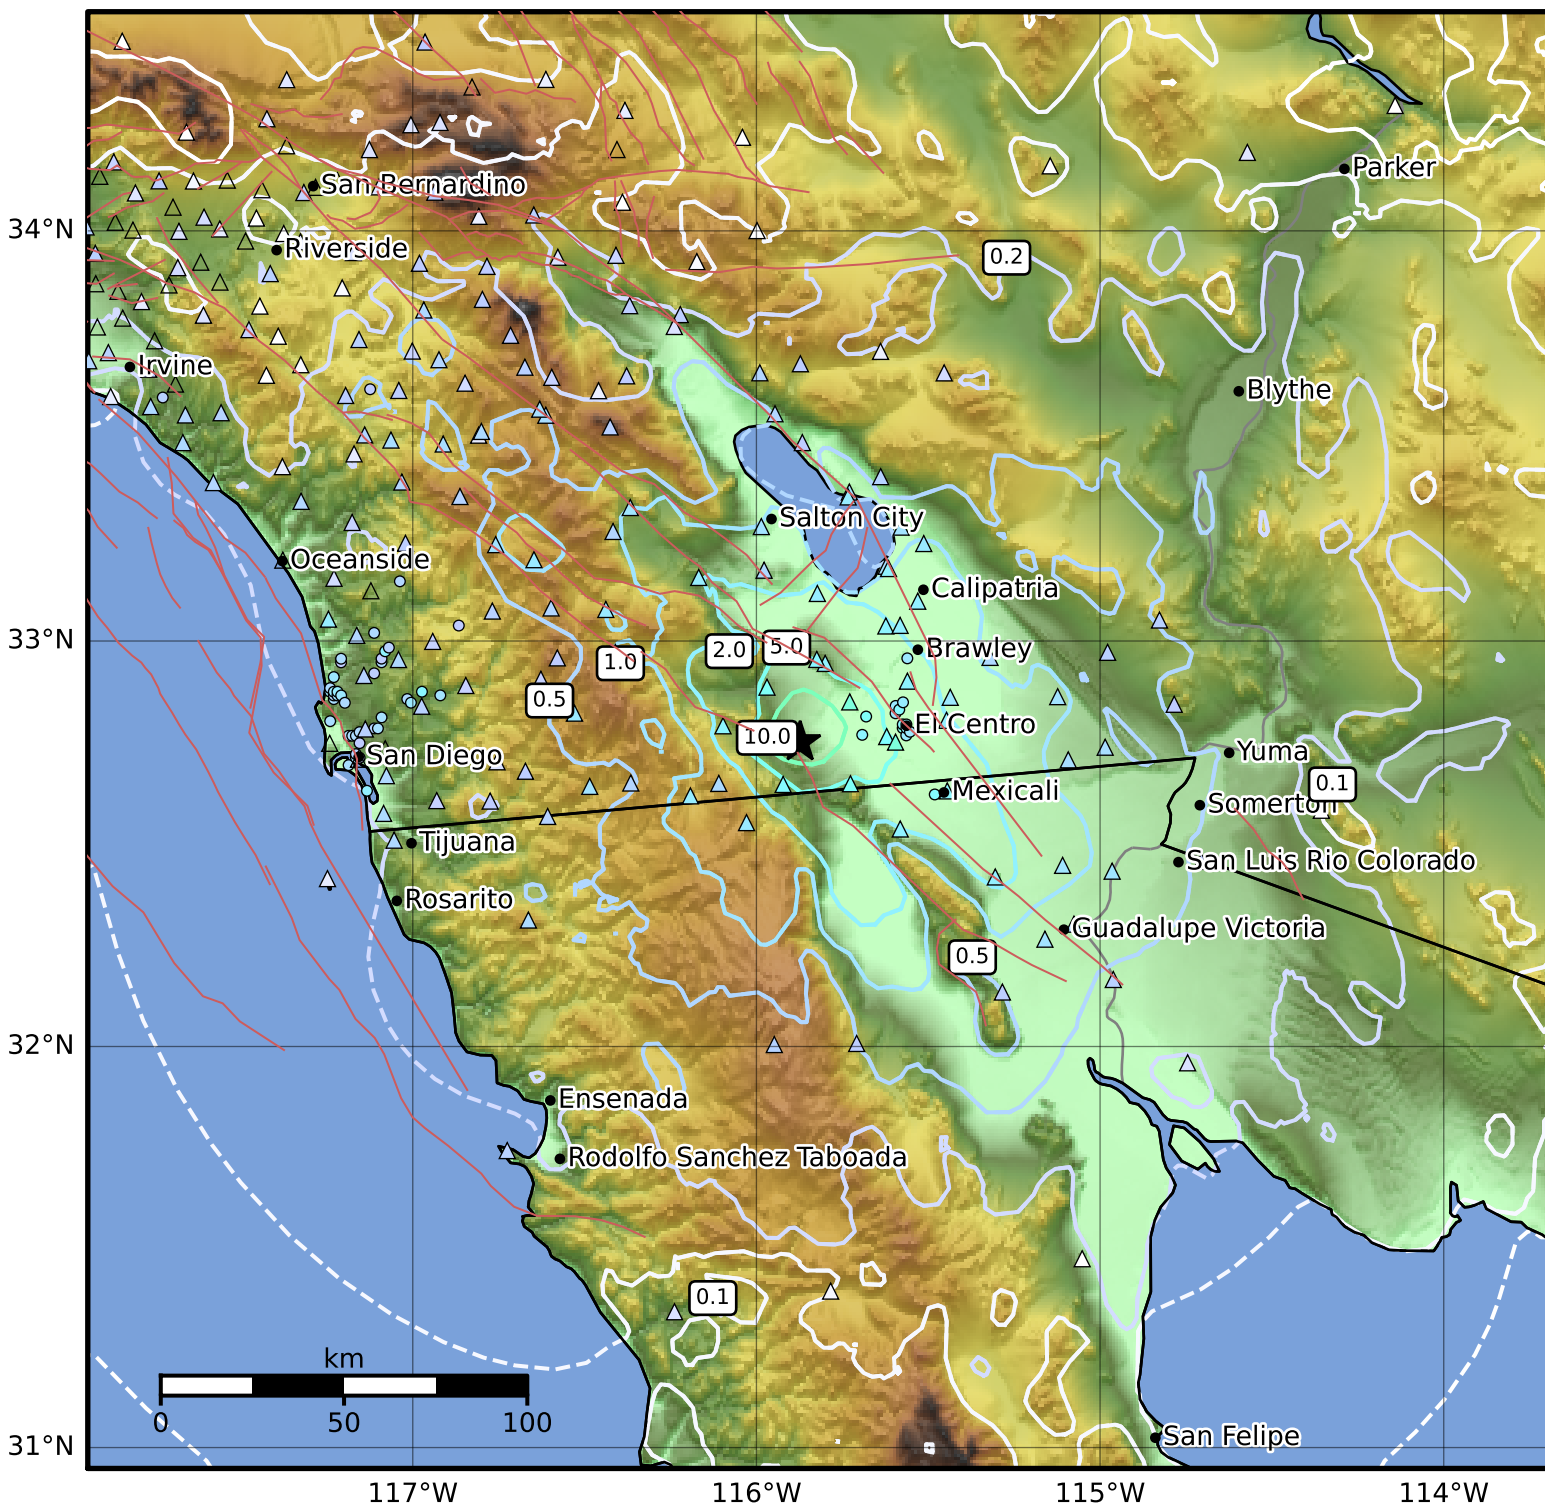 Parker
San Bernardino
34°N
Riverside
0.2
Irvine
Blythe
Salton City
Oceanside
Calipatria
33°N
5.0
Brawley
2.0
1.0
0.5
El Centro
10.0
San Diego
Yuma
0.1
Mexicali
Somerton
Tijuana
San Luis Rio Colorado
Rosarito
Guadalupe Victoria
0.5
32°N
Ensenada
Rodolfo Sanchez Taboada
0.1
km
0 50 100
San Felipe
31°N
117°W 116°W 115°W 114°W